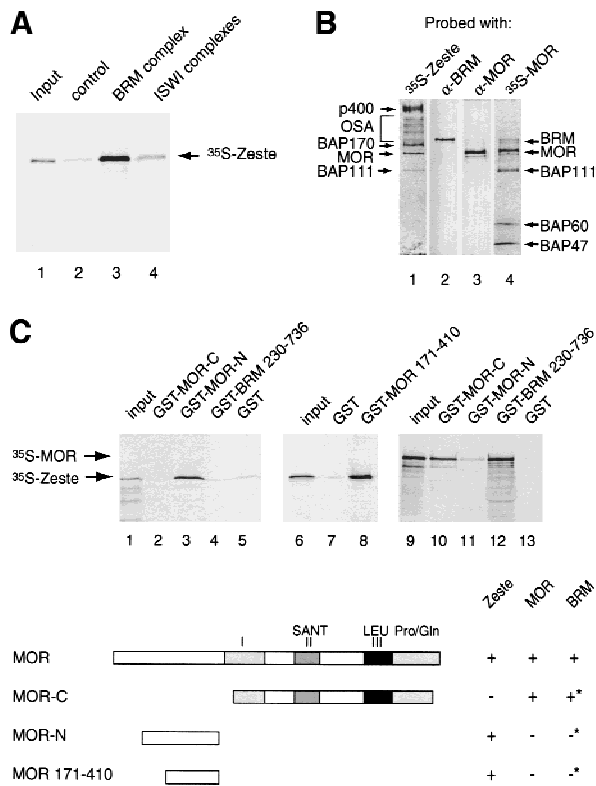 A
Input
control
BRM complex
ISWI complexes
35S-Zeste
1 2 3 4
B
Probed with:
35S-Zeste
α-BRM
α-MOR
35S-MOR
p400
OSA
BAP170
MOR
BAP111
BRM
MOR
BAP111
BAP60
BAP47
1 2 3 4
C
input
GST-MOR-C
GST-MOR-N
GST-BRM 230-736
GST
input
GST
GST-MOR 171-410
input
GST-MOR-C
GST-MOR-N
GST-BRM 230-736
GST
35S-MOR
35S-Zeste
1 2 3 4 5 6 7 8 9 10 11 12 13
Zeste MOR BRM
I
SANT
II
LEU
III
Pro/Gln
MOR + + +
MOR-C - + +*
MOR-N + - -*
MOR 171-410 + - -*